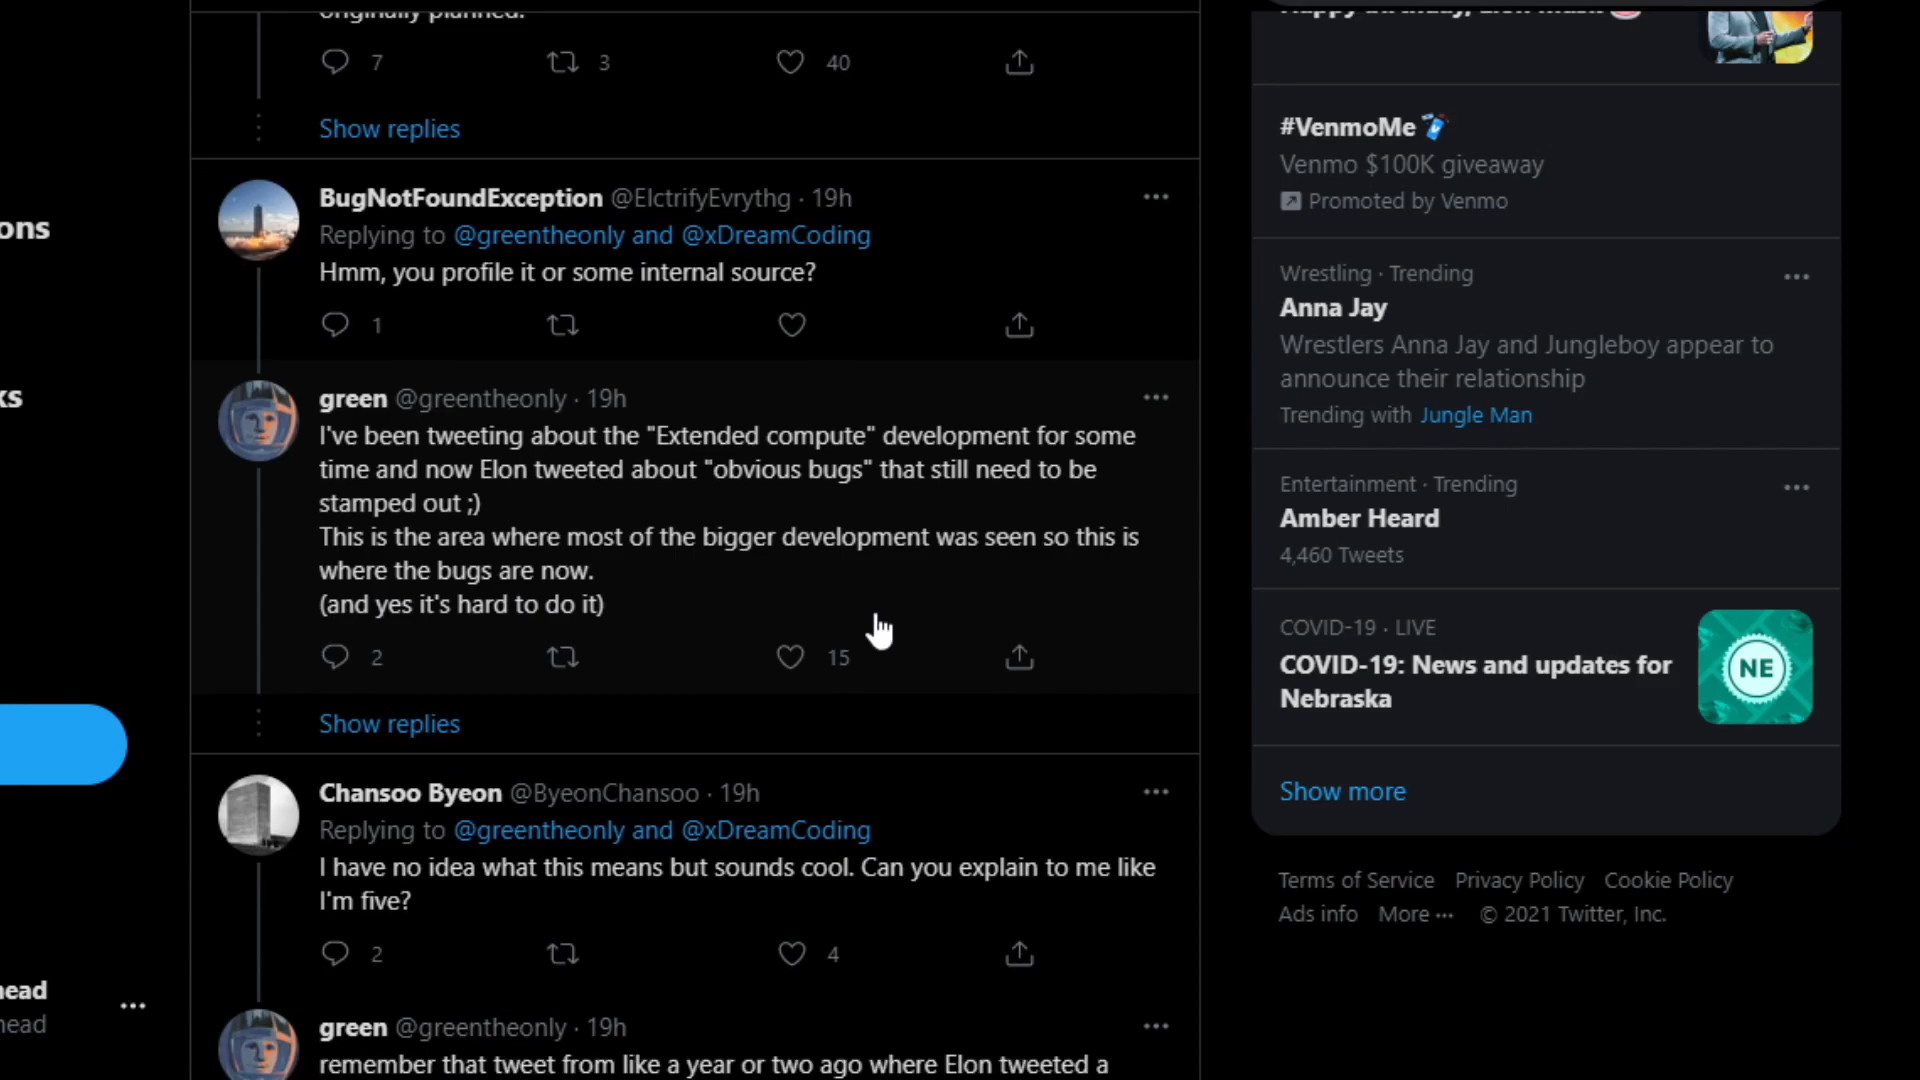 originally planned.
7 3 40
Show replies
BugNotFoundException @ElctrifyEvrythg · 19h
Replying to @greentheonly and @xDreamCoding
Hmm, you profile it or some internal source?
1
green @greentheonly · 19h
I've been tweeting about the "Extended compute" development for some
time and now Elon tweeted about "obvious bugs" that still need to be
stamped out ;)
This is the area where most of the bigger development was seen so this is
where the bugs are now.
(and yes it's hard to do it)
2 15
Show replies
Chansoo Byeon @ByeonChansoo · 19h
Replying to @greentheonly and @xDreamCoding
I have no idea what this means but sounds cool. Can you explain to me like
I'm five?
2 4
green @greentheonly · 19h
remember that tweet from like a year or two ago where Elon tweeted a
ons
ks
head
head
Happy birthday, Elon Musk
#VenmoMe
Venmo $100K giveaway
Promoted by Venmo
Wrestling · Trending
Anna Jay
Wrestlers Anna Jay and Jungleboy appear to
announce their relationship
Trending with Jungle Man
Entertainment · Trending
Amber Heard
4,460 Tweets
COVID-19 · LIVE
COVID-19: News and updates for
Nebraska
NE
Show more
Terms of Service Privacy Policy Cookie Policy
Ads info More ··· © 2021 Twitter, Inc.